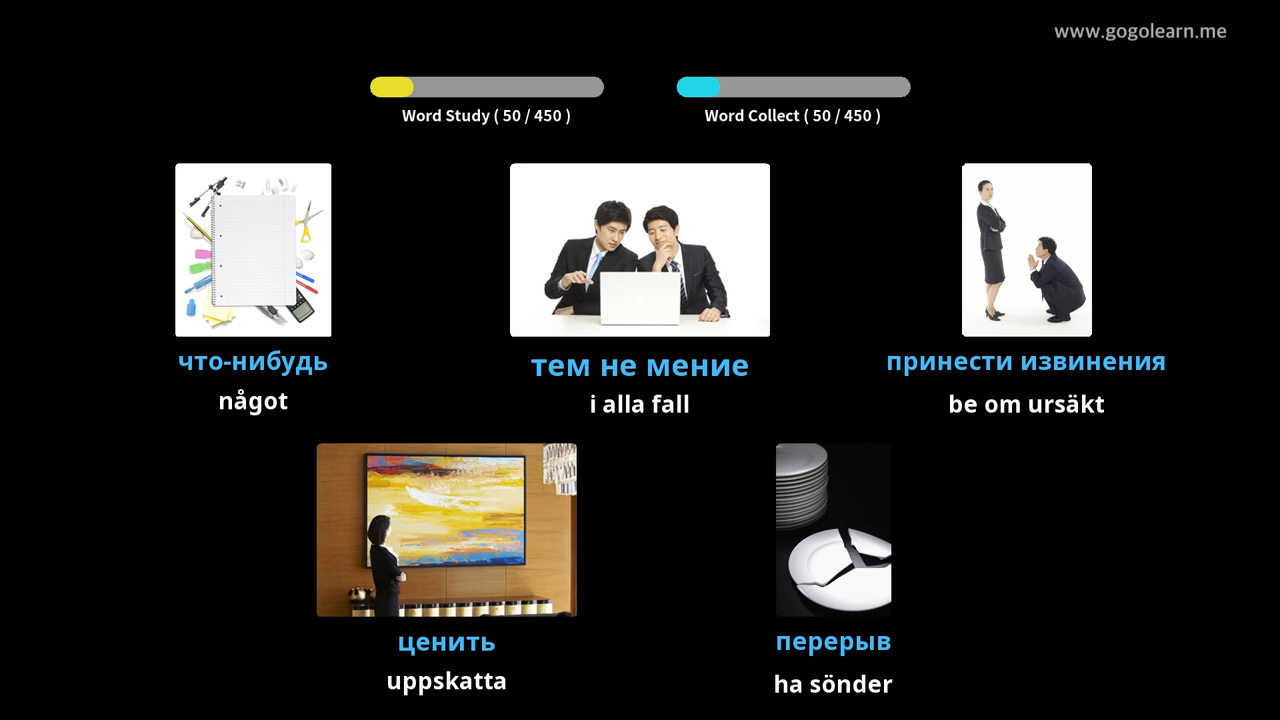 www.gogolearn.me
Word Study ( 50 / 450 )
Word Collect ( 50 / 450 )
что-нибудь
något
тем не мение
i alla fall
принести извинения
be om ursäkt
ценить
uppskatta
перерыв
ha sönder